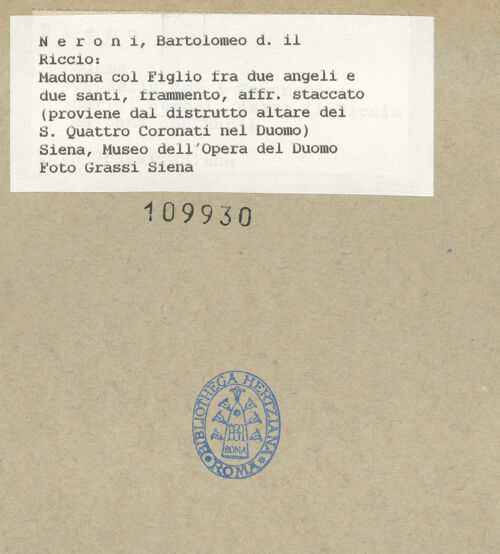 N e r o n i, Bartolomeo d. il
Riccio:
Madonna col Figlio fra due angeli e
due santi, frammento, affr. staccato
(proviene dal distrutto altare dei
S. Quattro Coronati nel Duomo)
Siena, Museo dell'Opera del Duomo
Foto Grassi Siena
109930
BIBLIOTHECA HERTZIANA
ROMA
ROMA